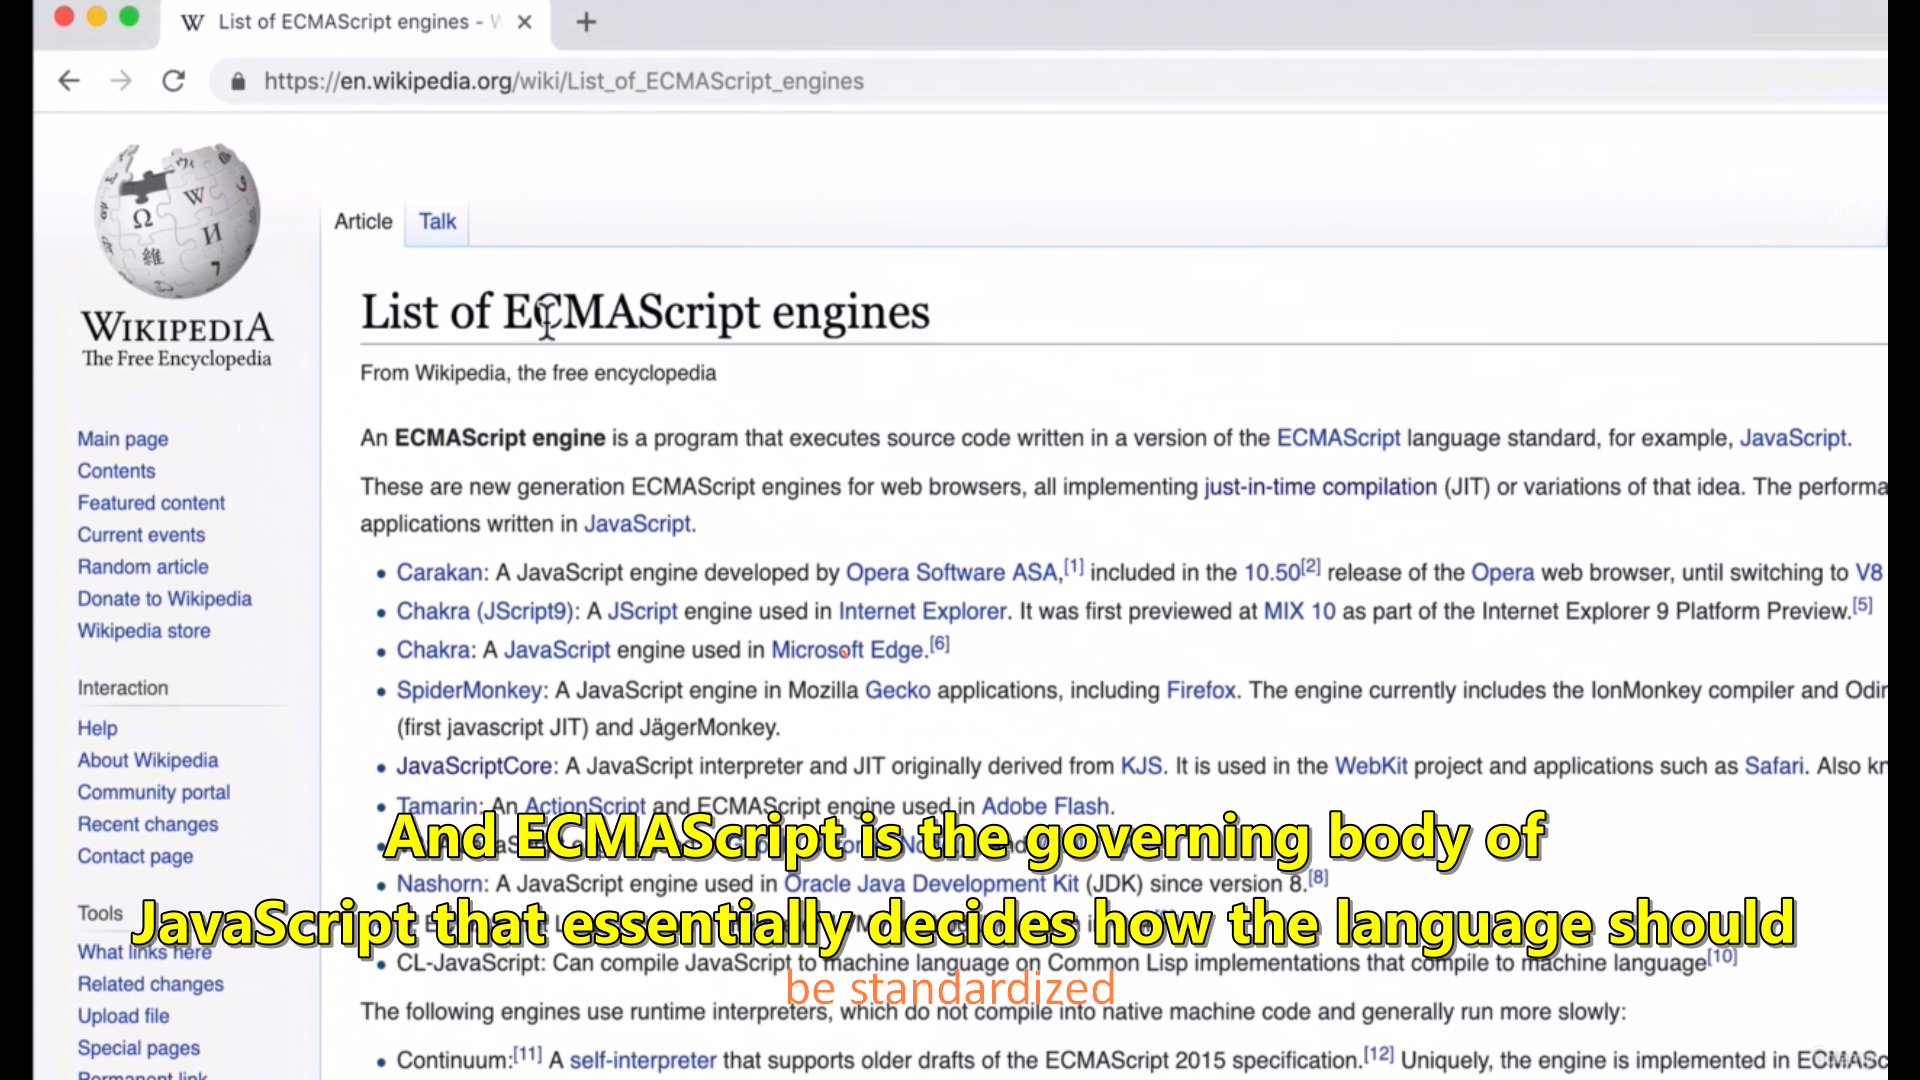 List of ECMAScript engines - W
https://en.wikipedia.org/wiki/List_of_ECMAScript_engines
WIKIPEDIA
The Free Encyclopedia
Main page
Contents
Featured content
Current events
Random article
Donate to Wikipedia
Wikipedia store
Interaction
Help
About Wikipedia
Community portal
Recent changes
Contact page
Tools
What links here
Related changes
Upload file
Special pages
Permanent link
Article
Talk
List of ECMAScript engines
From Wikipedia, the free encyclopedia
An ECMAScript engine is a program that executes source code written in a version of the ECMAScript language standard, for example, JavaScript.
These are new generation ECMAScript engines for web browsers, all implementing just-in-time compilation (JIT) or variations of that idea. The performa
applications written in JavaScript.
• Carakan: A JavaScript engine developed by Opera Software ASA,[1] included in the 10.50[2] release of the Opera web browser, until switching to V8
• Chakra (JScript9): A JScript engine used in Internet Explorer. It was first previewed at MIX 10 as part of the Internet Explorer 9 Platform Preview.[5]
• Chakra: A JavaScript engine used in Microsoft Edge.[6]
• SpiderMonkey: A JavaScript engine in Mozilla Gecko applications, including Firefox. The engine currently includes the IonMonkey compiler and Odin
(first javascript JIT) and JägerMonkey.
• JavaScriptCore: A JavaScript interpreter and JIT originally derived from KJS. It is used in the WebKit project and applications such as Safari. Also kn
• Tamarin: An ActionScript and ECMAScript engine used in Adobe Flash.
• Nashorn: A JavaScript engine used in Oracle Java Development Kit (JDK) since version 8.[8]
• CL-JavaScript: Can compile JavaScript to machine language on Common Lisp implementations that compile to machine language[10]
The following engines use runtime interpreters, which do not compile into native machine code and generally run more slowly:
• Continuum:[11] A self-interpreter that supports older drafts of the ECMAScript 2015 specification.[12] Uniquely, the engine is implemented in ECMASc
And ECMAScript is the governing body of
JavaScript that essentially decides how the language should
be standardized